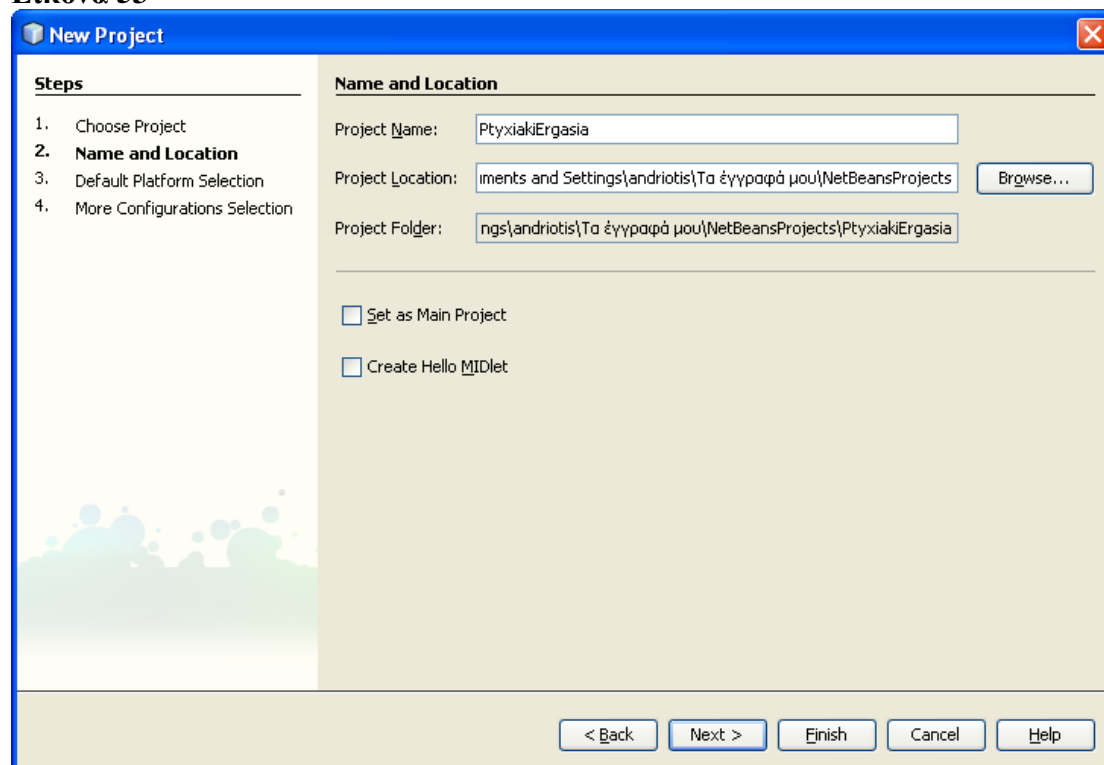 New Project
Steps
1. Choose Project
2. Name and Location
3. Default Platform Selection
4. More Configurations Selection
Name and Location
Project Name: PtyxiakiErgasia
Project Location: ıments and Settings\andriotis\Τα έγγραφά μου\NetBeansProjects Browse...
Project Folder: ngs\andriotis\Τα έγγραφά μου\NetBeansProjects\PtyxiakiErgasia
Set as Main Project
Create Hello MIDlet
< Back Next > Finish Cancel Help